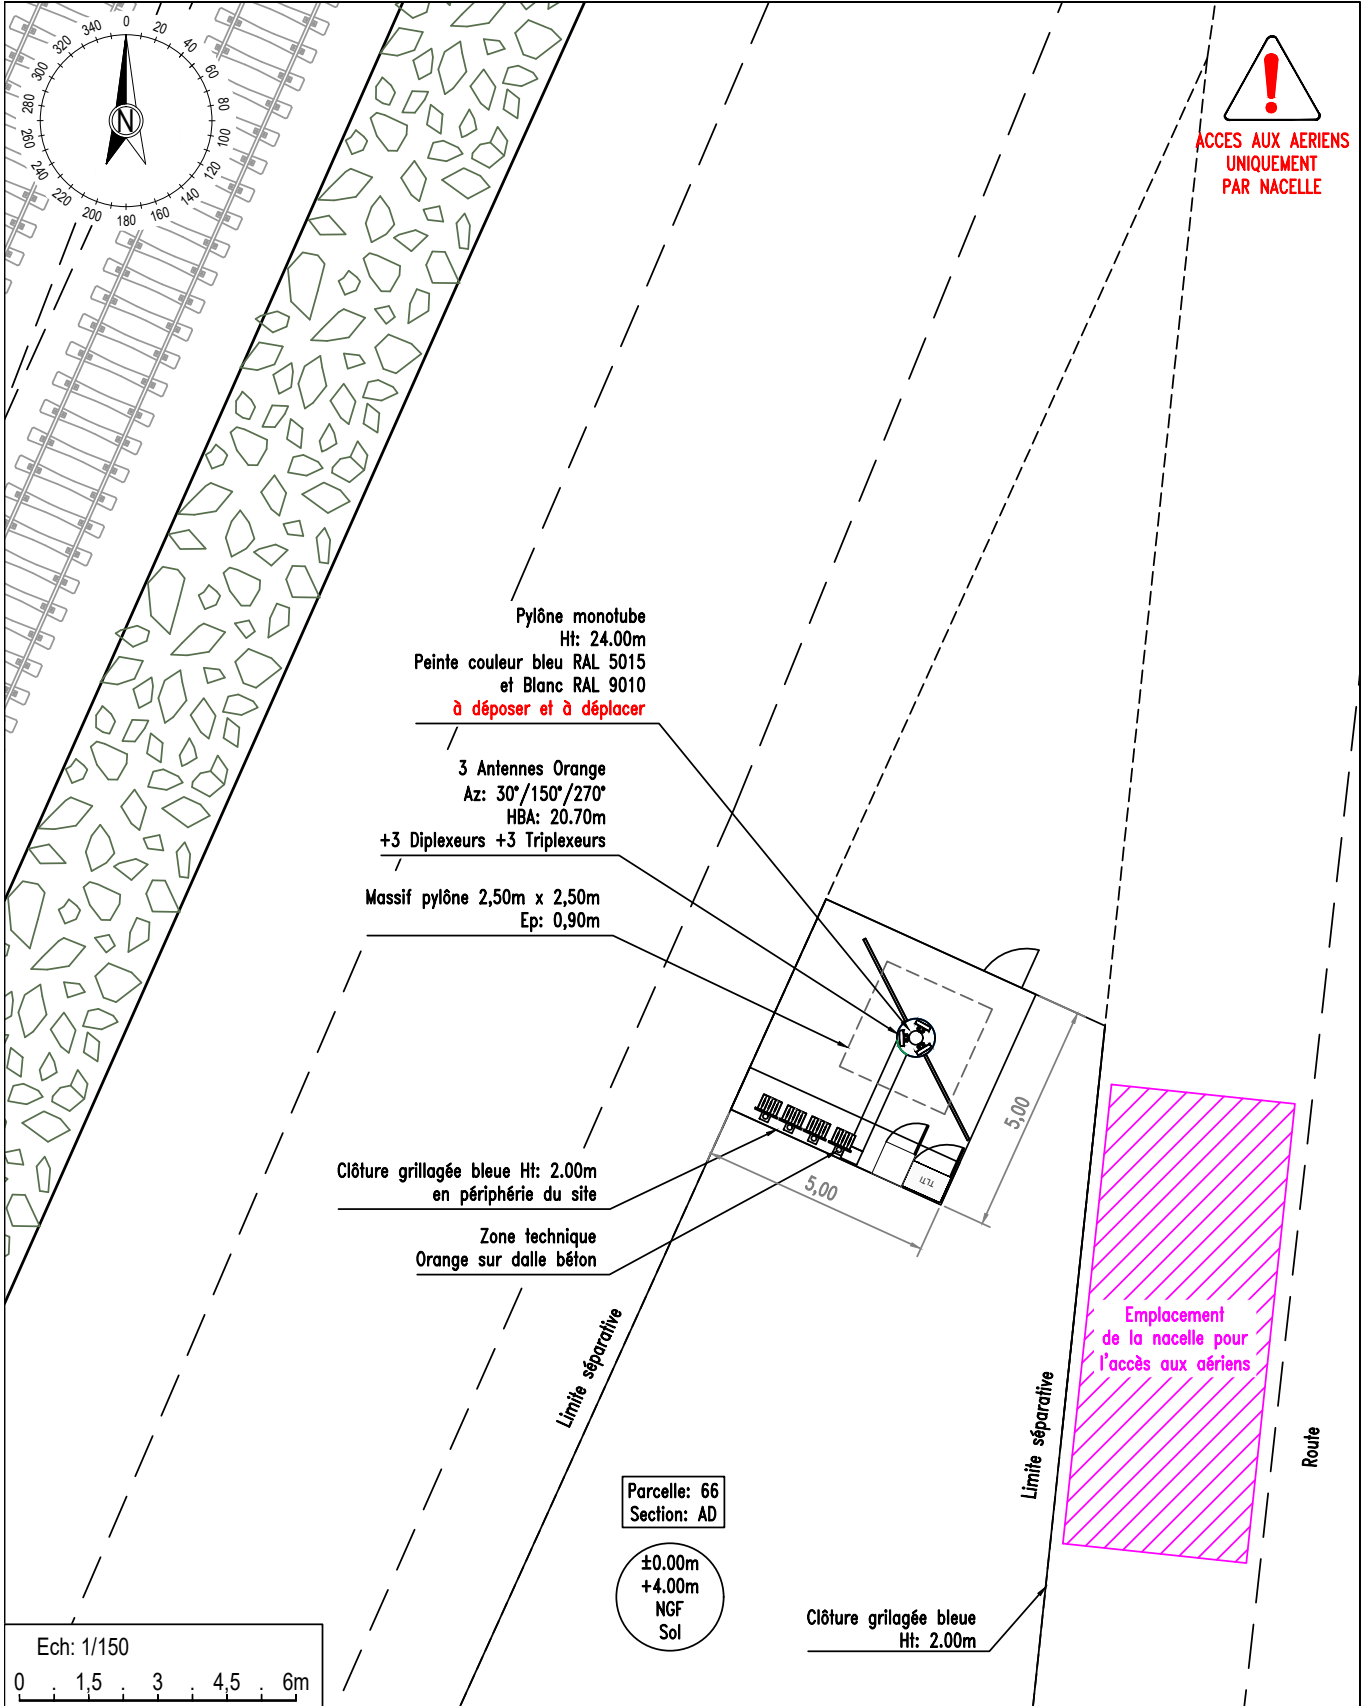 0
20
40
60
80
100
120
140
160
180
200
220
240
260
280
300
320
340
N
ACCES AUX AERIENS
UNIQUEMENT
PAR NACELLE
Pylône monotube
Ht: 24.00m
Peinte couleur bleu RAL 5015
et Blanc RAL 9010
à déposer et à déplacer
3 Antennes Orange
Az: 30°/150°/270°
HBA: 20.70m
+3 Diplexeurs +3 Triplexeurs
Massif pylône 2,50m x 2,50m
Ep: 0,90m
5,00
5,00
TLTI
Clôture grillagée bleue Ht: 2.00m
en périphérie du site
Zone technique
Orange sur dalle béton
Limite séparative
Emplacement
de la nacelle pour
l'accès aux aériens
Limite séparative
Route
Parcelle: 66
Section: AD
±0.00m
+4.00m
NGF
Sol
Clôture grilagée bleue
Ht: 2.00m
Ech: 1/150
0 1,5 3 4,5 6m